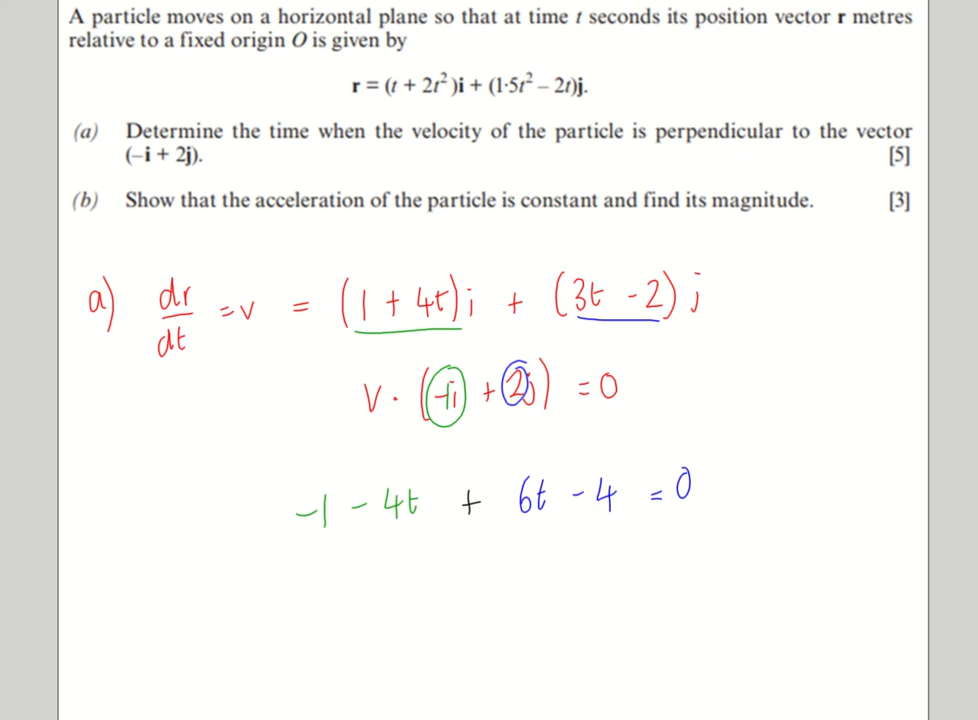 A particle moves on a horizontal plane so that at time t seconds its position vector r metres
relative to a fixed origin O is given by
r = (t + 2t²)i + (1·5t² – 2t)j.
(a) Determine the time when the velocity of the particle is perpendicular to the vector
(–i + 2j). [5]
(b) Show that the acceleration of the particle is constant and find its magnitude. [3]
a) dr/dt = v = (1 + 4t) i + (3t - 2) j
v · (-i + 2j) = 0
-1 - 4t + 6t - 4 = 0